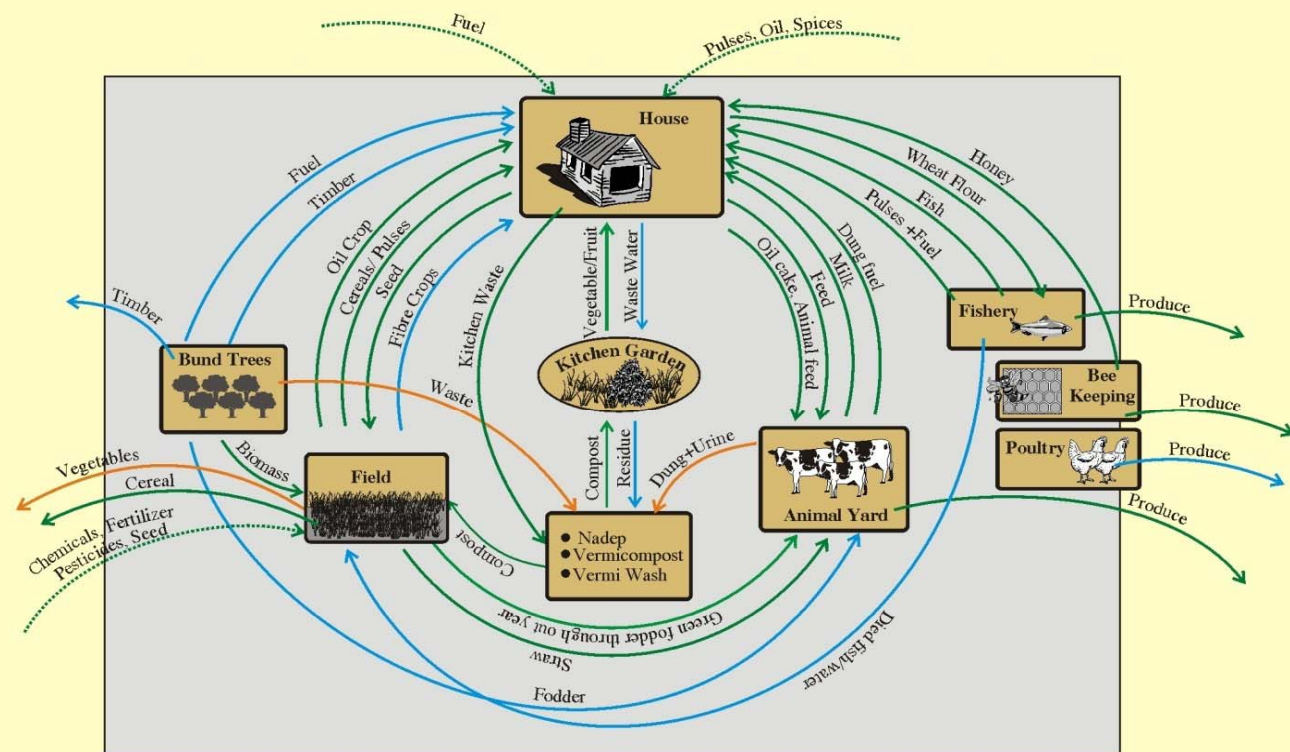 Fuel
Pulses, Oil, Spices
House
Fuel
Timber
Oil Crop
Cereals/ Pulses
Seed
Fibre Crops
Kitchen Waste
Vegetable/Fruit
Waste Water
Oil cake, Animal feed
Feed
Milk
Dung fuel
Pulses +Fuel
Fish
Wheat Flour
Honey
Timber
Bund Trees
Kitchen Garden
Fishery
Produce
Bee
Keeping
Produce
Poultry
Produce
Waste
Biomass
Vegetables
Cereal
Chemicals, Fertilizer
Pesticides, Seed
Field
Compost
Residue
Dung+Urine
Animal Yard
Produce
Compost
Nadep
Vermicompost
Vermi Wash
Green fodder through out year
Straw
Fodder
Died fish/water